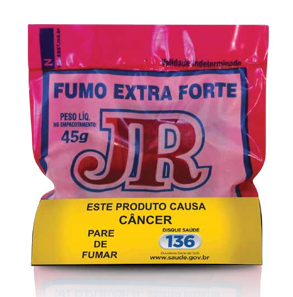 Validade Indeterminada
FUMO EXTRA FORTE
PESO LÍQ.
NO EMPACOTAMENTO
45g
JR
ESTE PRODUTO CAUSA
CÂNCER
PARE
DE
FUMAR
DISQUE SAÚDE
136
www.saude.gov.br